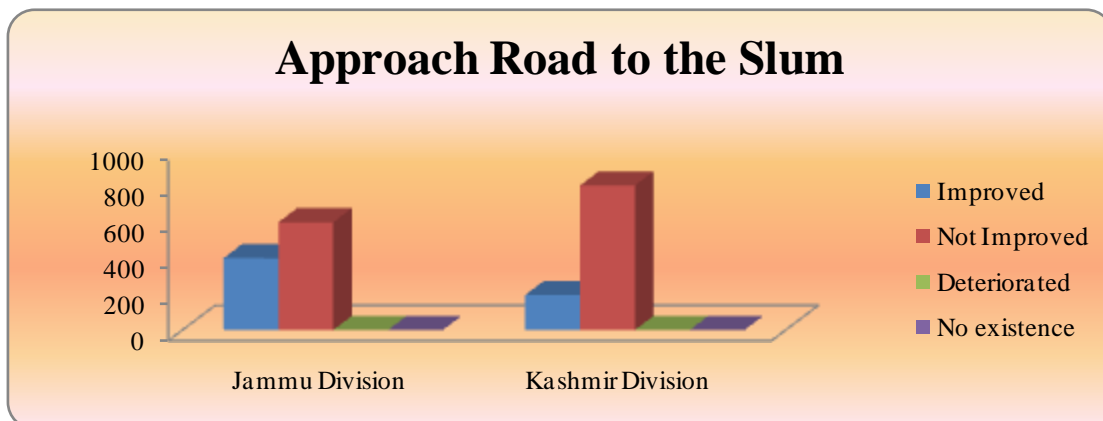 Approach Road to the Slum
1000
800
600
400
200
0
Jammu Division
Kashmir Division
Improved
Not Improved
Deteriorated
No existence